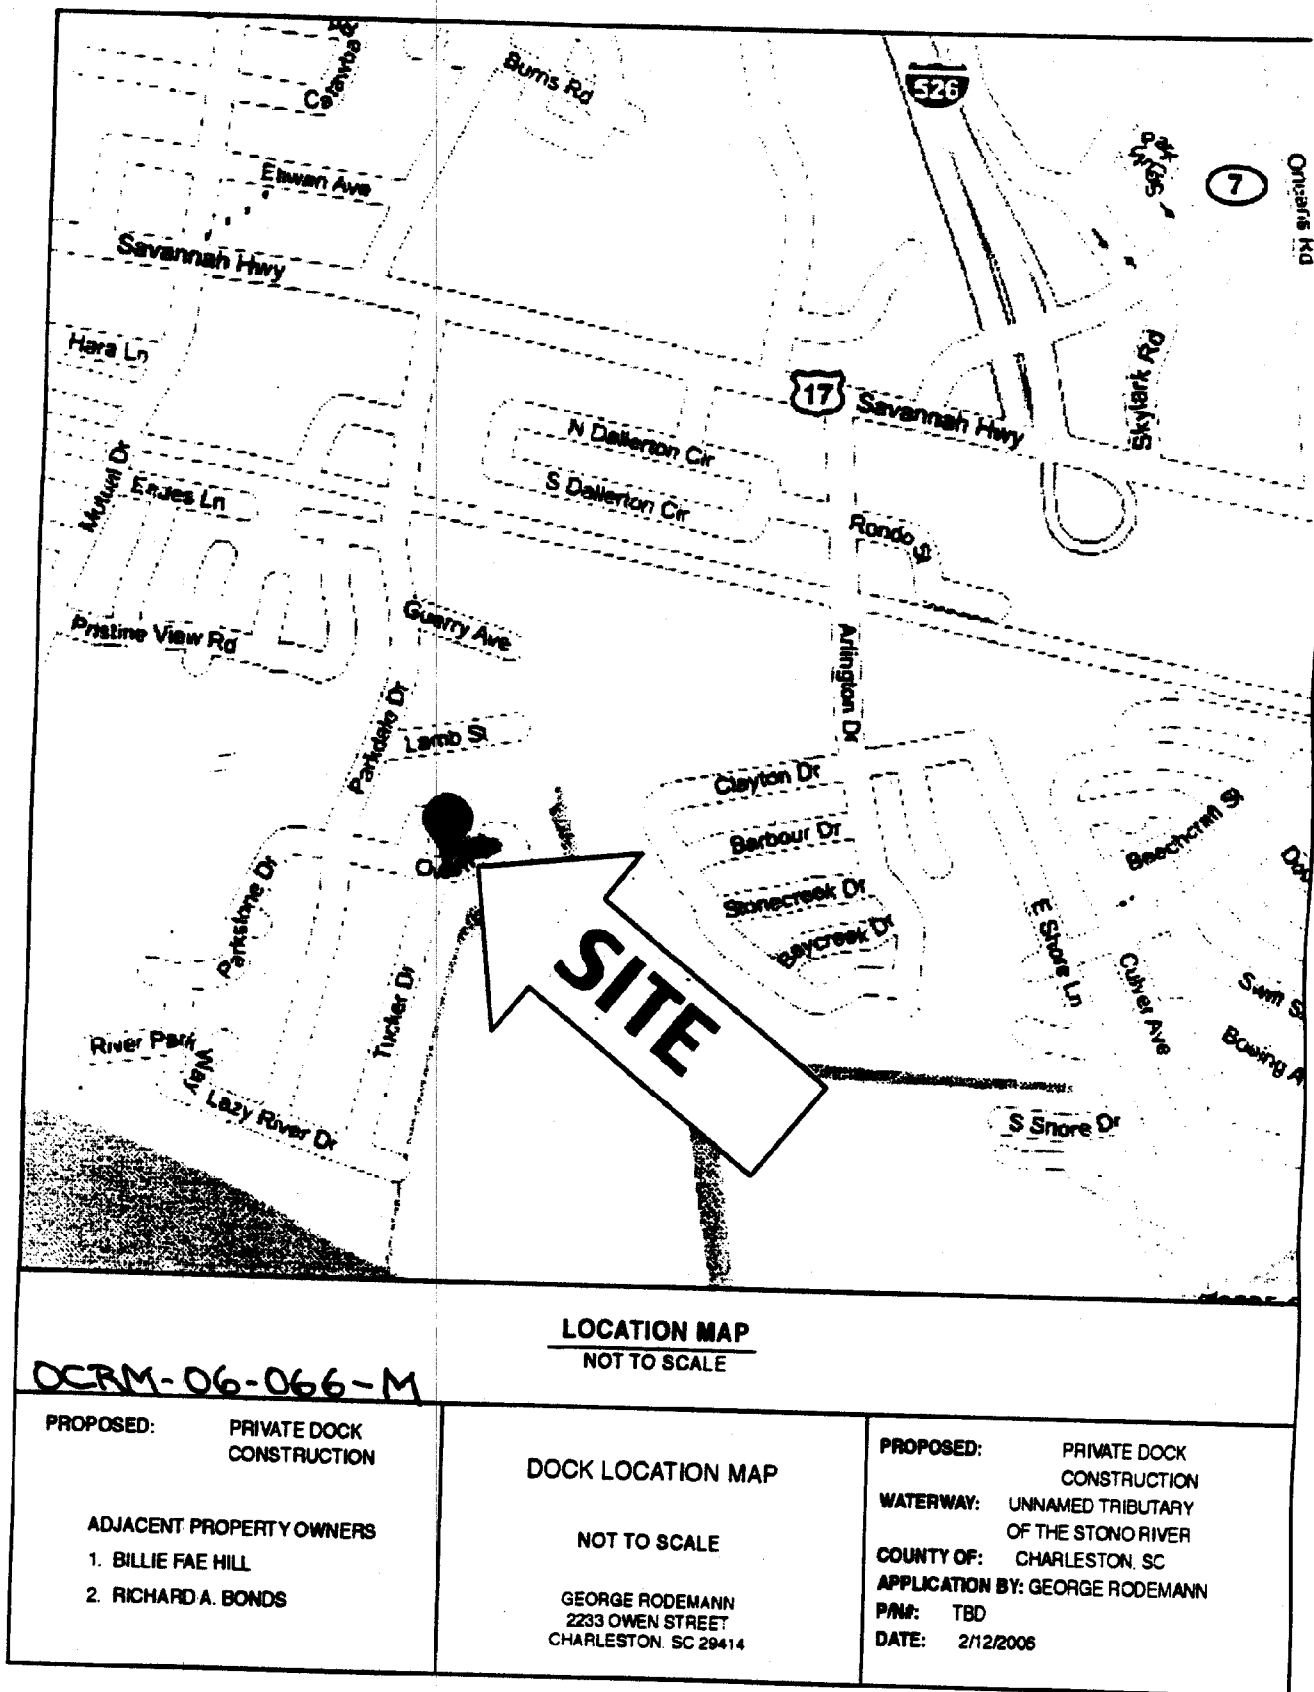 Catawba
Burns Rd
526
7
Etiwan Ave
Savannah Hwy
Hara Ln
17
Savannah Hwy
Skylark Rd
N Dallerton Cir
S Dallerton Cir
Mutual Dr
Rondo St
Guerry Ave
Pristine View Rd
Arlington Dr
Parkdale Dr
Lamb St
Clayton Dr
Barbour Dr
Beechcraft St
Stonecreek Dr
Baycreek Dr
Parkstone Dr
SITE
E Shore Ln
Culver Ave
Tucker Dr
River Park Way
Lazy River Dr
S Shore Dr
LOCATION MAP
NOT TO SCALE
OCRM-06-066-M
PROPOSED: PRIVATE DOCK
CONSTRUCTION
ADJACENT PROPERTY OWNERS
1. BILLIE FAE HILL
2. RICHARD A. BONDS
DOCK LOCATION MAP
NOT TO SCALE
GEORGE RODEMANN
2233 OWEN STREET
CHARLESTON, SC 29414
PROPOSED: PRIVATE DOCK
CONSTRUCTION
WATERWAY: UNNAMED TRIBUTARY
OF THE STONO RIVER
COUNTY OF: CHARLESTON, SC
APPLICATION BY: GEORGE RODEMANN
P/N#: TBD
DATE: 2/12/2006